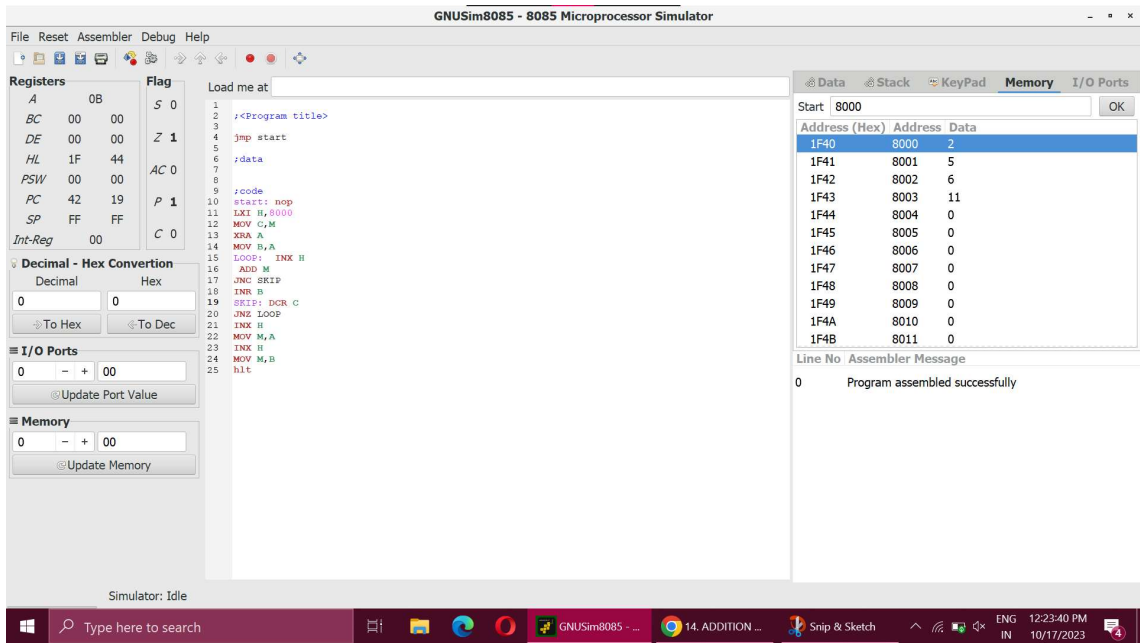 GNUSim8085 - 8085 Microprocessor Simulator
File Reset Assembler Debug Help
Registers Flag
A 0B
BC 00 00
DE 00 00
HL 1F 44
PSW 00 00
PC 42 19
SP FF FF
Int-Reg 00
S 0
Z 1
AC 0
P 1
C 0
Decimal - Hex Convertion
Decimal Hex
0 0
To Hex To Dec
I/O Ports
0 - + 00
Update Port Value
Memory
0 - + 00
Update Memory
Load me at
1
2 ;<Program title>
3
4 jmp start
5
6 ;data
7
8
9 ;code
10 start: nop
11 LXI H,8000
12 MOV C,M
13 XRA A
14 MOV B,A
15 LOOP: INX H
16 ADD M
17 JNC SKIP
18 INR B
19 SKIP: DCR C
20 JNZ LOOP
21 INX H
22 MOV M,A
23 INX H
24 MOV M,B
25 hlt
Data Stack KeyPad Memory I/O Ports
Start 8000 OK
Address (Hex) Address Data
1F40 8000 2
1F41 8001 5
1F42 8002 6
1F43 8003 11
1F44 8004 0
1F45 8005 0
1F46 8006 0
1F47 8007 0
1F48 8008 0
1F49 8009 0
1F4A 8010 0
1F4B 8011 0
Line No Assembler Message
0 Program assembled successfully
Simulator: Idle
Type here to search
GNUSim8085 - ...
14. ADDITION ...
Snip & Sketch
ENG 12:23:40 PM
IN 10/17/2023
4